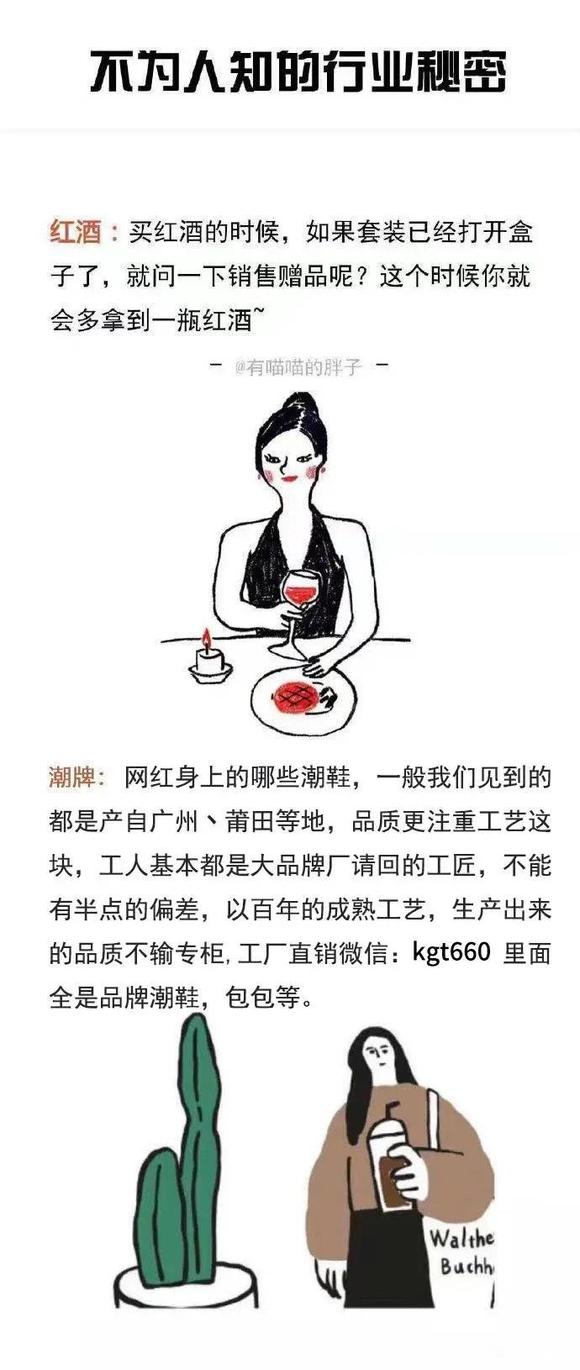 不为人知的行业秘密
红酒：买红酒的时候，如果套装已经打开盒
子了，就问一下销售赠品呢？这个时候你就
会多拿到一瓶红酒~
- @有喵喵的胖子 -
潮牌： 网红身上的哪些潮鞋，一般我们见到的
都是产自广州丶莆田等地，品质更注重工艺这
块，工人基本都是大品牌厂请回的工匠，不能
有半点的偏差，以百年的成熟工艺，生产出来
的品质不输专柜,工厂直销微信：kgt660 里面
全是品牌潮鞋，包包等。
Walthe
Buchh